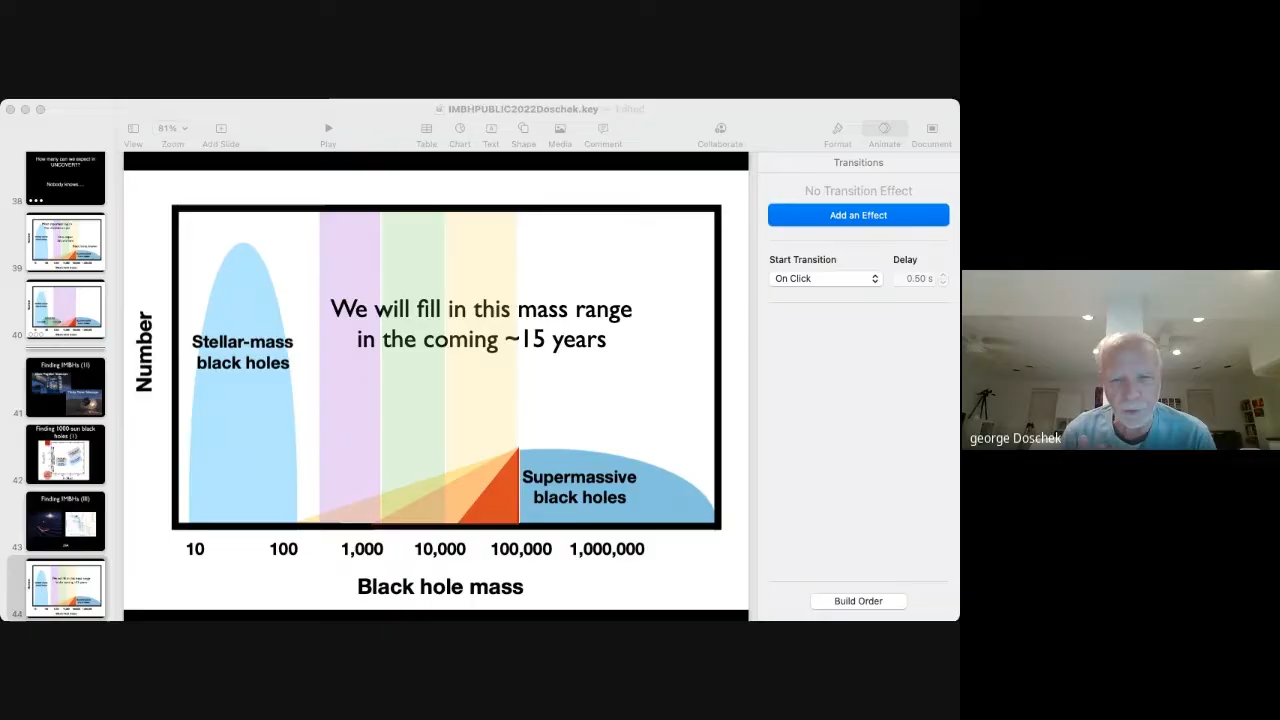 IMBHPUBLIC2022Doschek.key — Edited
81%
View
Zoom
Add Slide
Play
Table
Chart
Text
Shape
Media
Comment
Collaborate
Format
Animate
Document
How many can we expect in
UNCOVER??
Nobody knows....
38
39
40
Finding IMBHs (II)
41
Finding 1000-sun black
holes (I)
42
Finding IMBHs (III)
43
44
Number
Stellar-mass
black holes
We will fill in this mass range
in the coming ~15 years
Supermassive
black holes
10
100
1,000
10,000
100,000
1,000,000
Black hole mass
Transitions
No Transition Effect
Add an Effect
Start Transition
Delay
On Click
0.50 s
Build Order
george Doschek